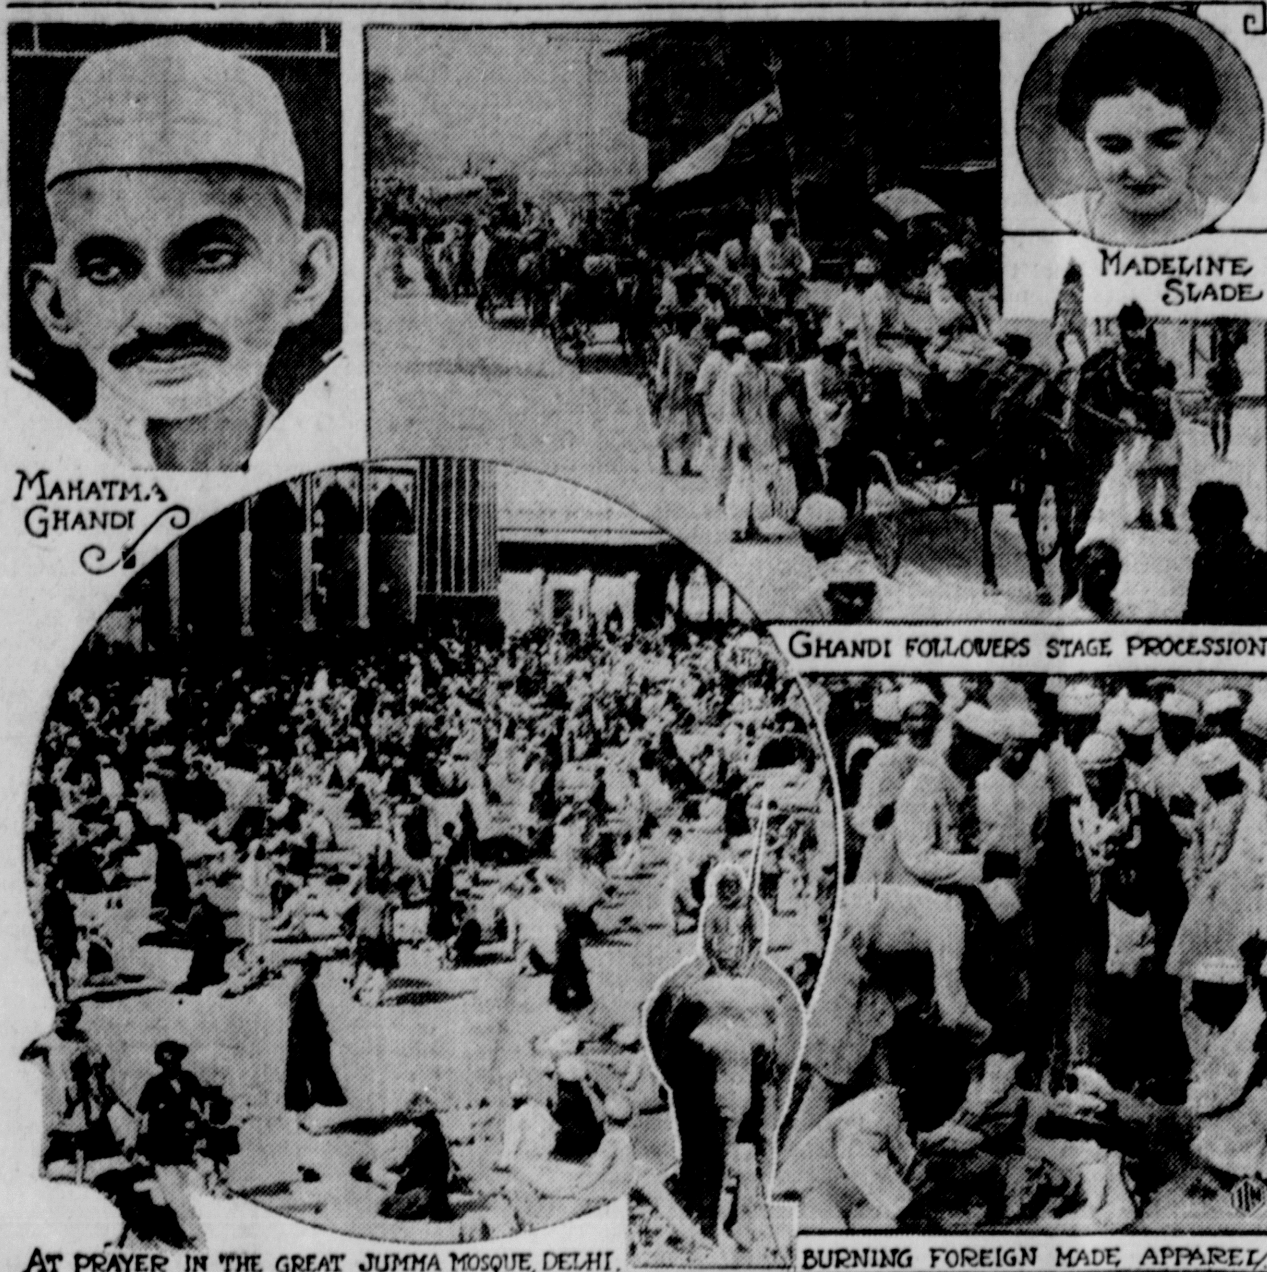 MAHATMA
GHANDI
MADELINE
SLADE
GHANDI FOLLOWERS STAGE PROCESSION
AT PRAYER IN THE GREAT JUMMA MOSQUE, DELHI.
BURNING FOREIGN MADE APPAREL